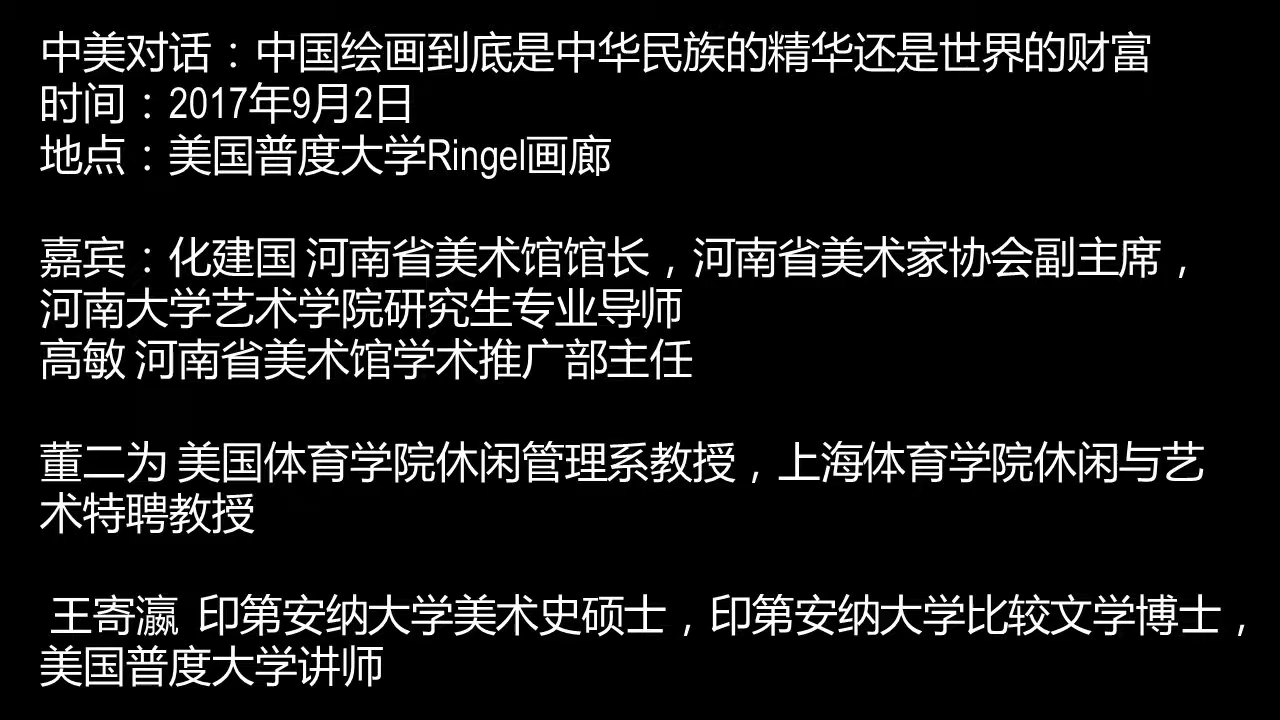 中美对话：中国绘画到底是中华民族的精华还是世界的财富
时间：2017年9月2日
地点：美国普度大学Ringel画廊
嘉宾：化建国 河南省美术馆馆长，河南省美术家协会副主席，
河南大学艺术学院研究生专业导师
高敏 河南省美术馆学术推广部主任
董二为 美国体育学院休闲管理系教授，上海体育学院休闲与艺
术特聘教授
王寄瀛 印第安纳大学美术史硕士，印第安纳大学比较文学博士，
美国普度大学讲师